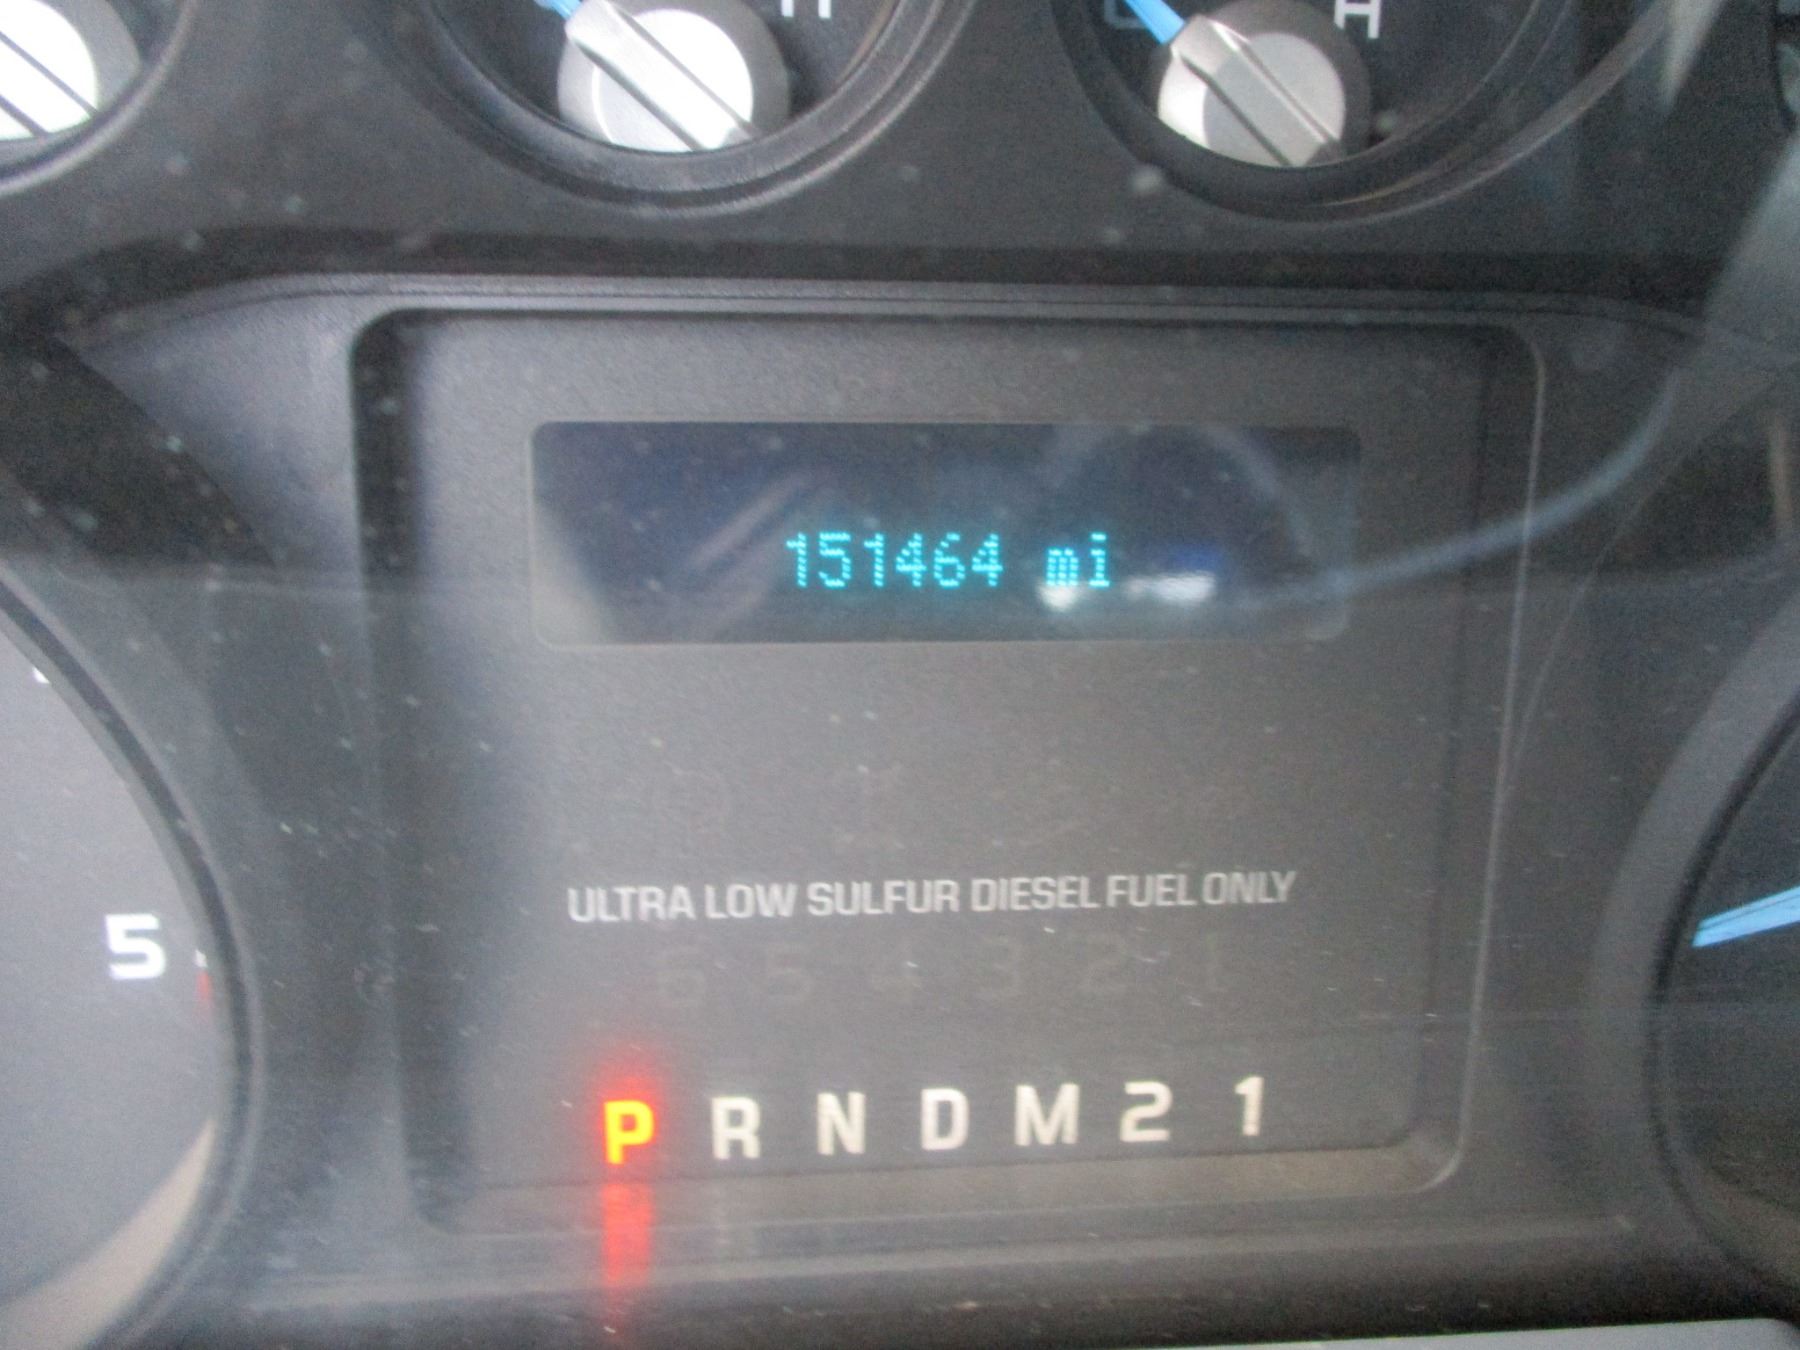 H
H
151464 mi
ULTRA LOW SULFUR DIESEL FUEL ONLY
6 5 4 3 2 1
5
P R N D M 2 1